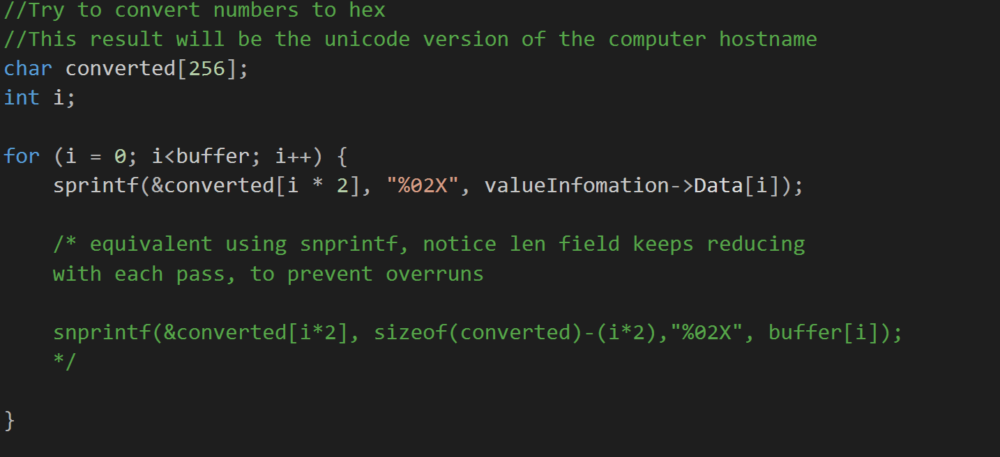 //Try to convert numbers to hex
//This result will be the unicode version of the computer hostname
char converted[256];
int i;
for (i = 0; i<buffer; i++) {
sprintf(&converted[i * 2], "%02X", valueInfomation->Data[i]);
/* equivalent using snprintf, notice len field keeps reducing
with each pass, to prevent overruns
snprintf(&converted[i*2], sizeof(converted)-(i*2),"%02X", buffer[i]);
*/
}